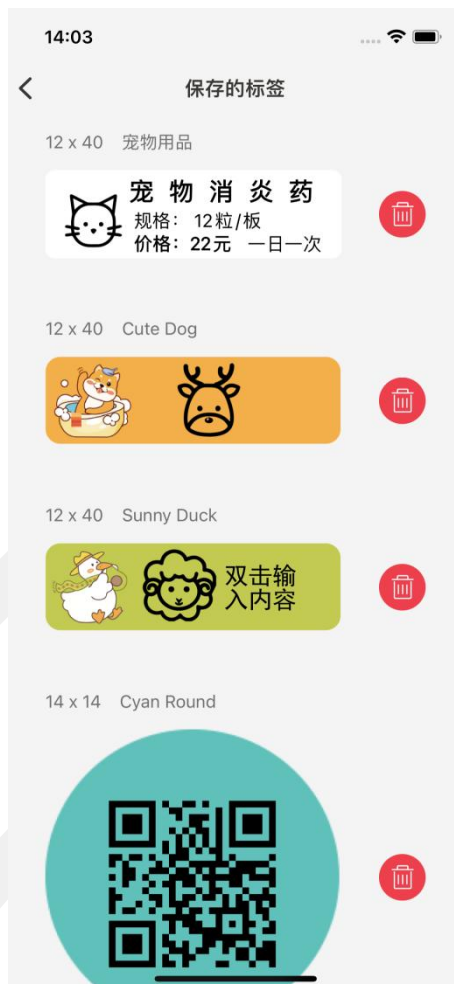 14:03
保存的标签
12 x 40 宠物用品
宠 物 消 炎 药
规格: 12粒/板
价格: 22元 一日一次
12 x 40 Cute Dog
12 x 40 Sunny Duck
双击输
入内容
14 x 14 Cyan Round